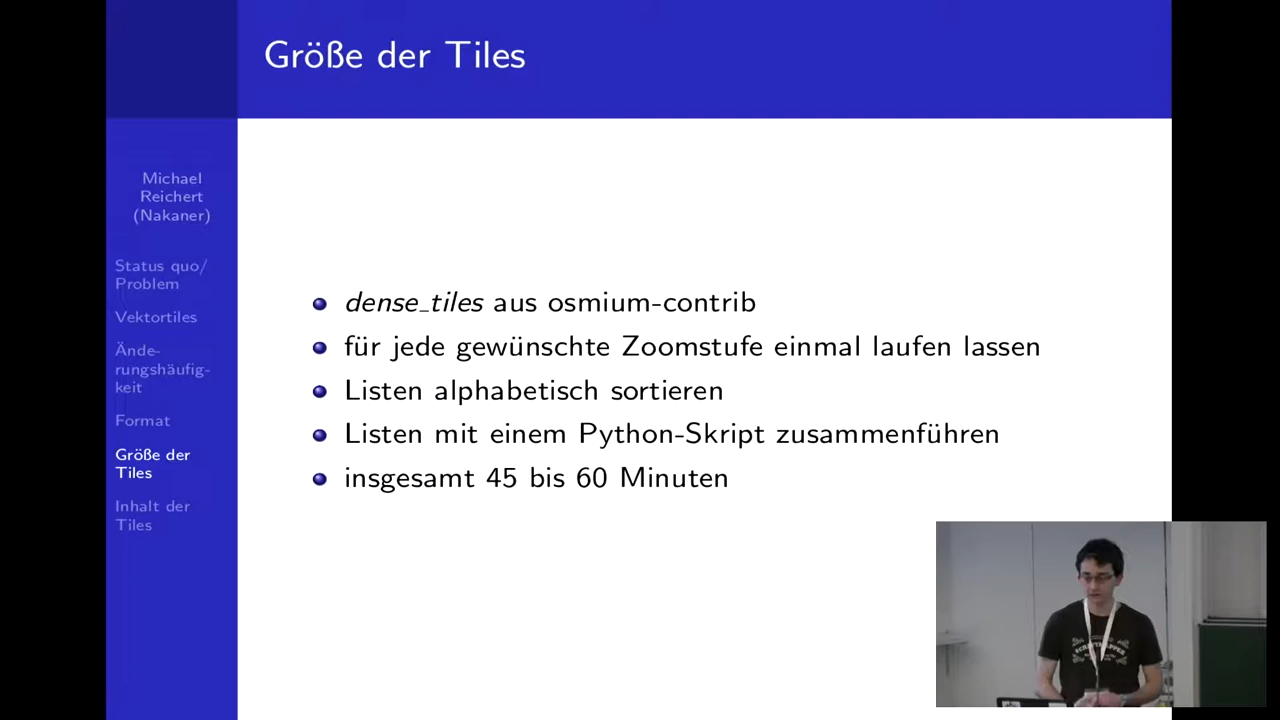 Größe der Tiles
Michael
Reichert
(Nakaner)
Status quo/
Problem
Vektortiles
Ände-
rungshäufig-
keit
Format
Größe der
Tiles
Inhalt der
Tiles
dense_tiles aus osmium-contrib
für jede gewünschte Zoomstufe einmal laufen lassen
Listen alphabetisch sortieren
Listen mit einem Python-Skript zusammenführen
insgesamt 45 bis 60 Minuten